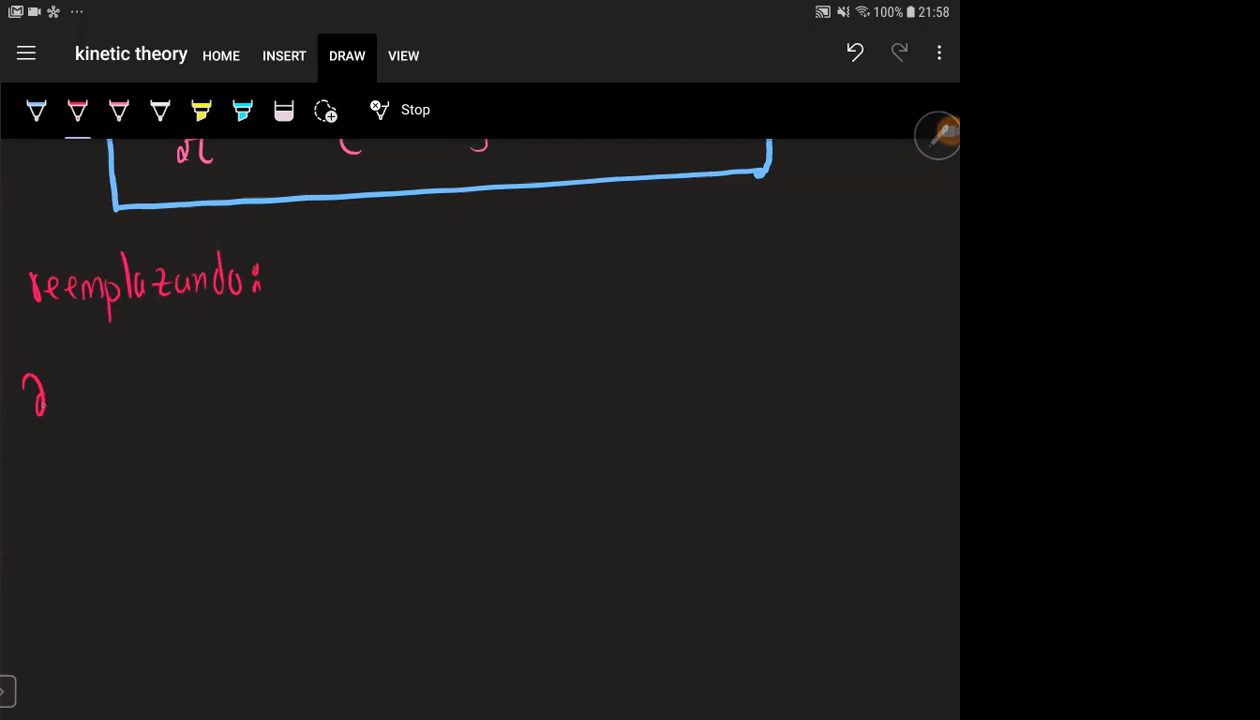 21:58
100%
kinetic theory HOME INSERT DRAW VIEW
Stop
reemplazando:
∂